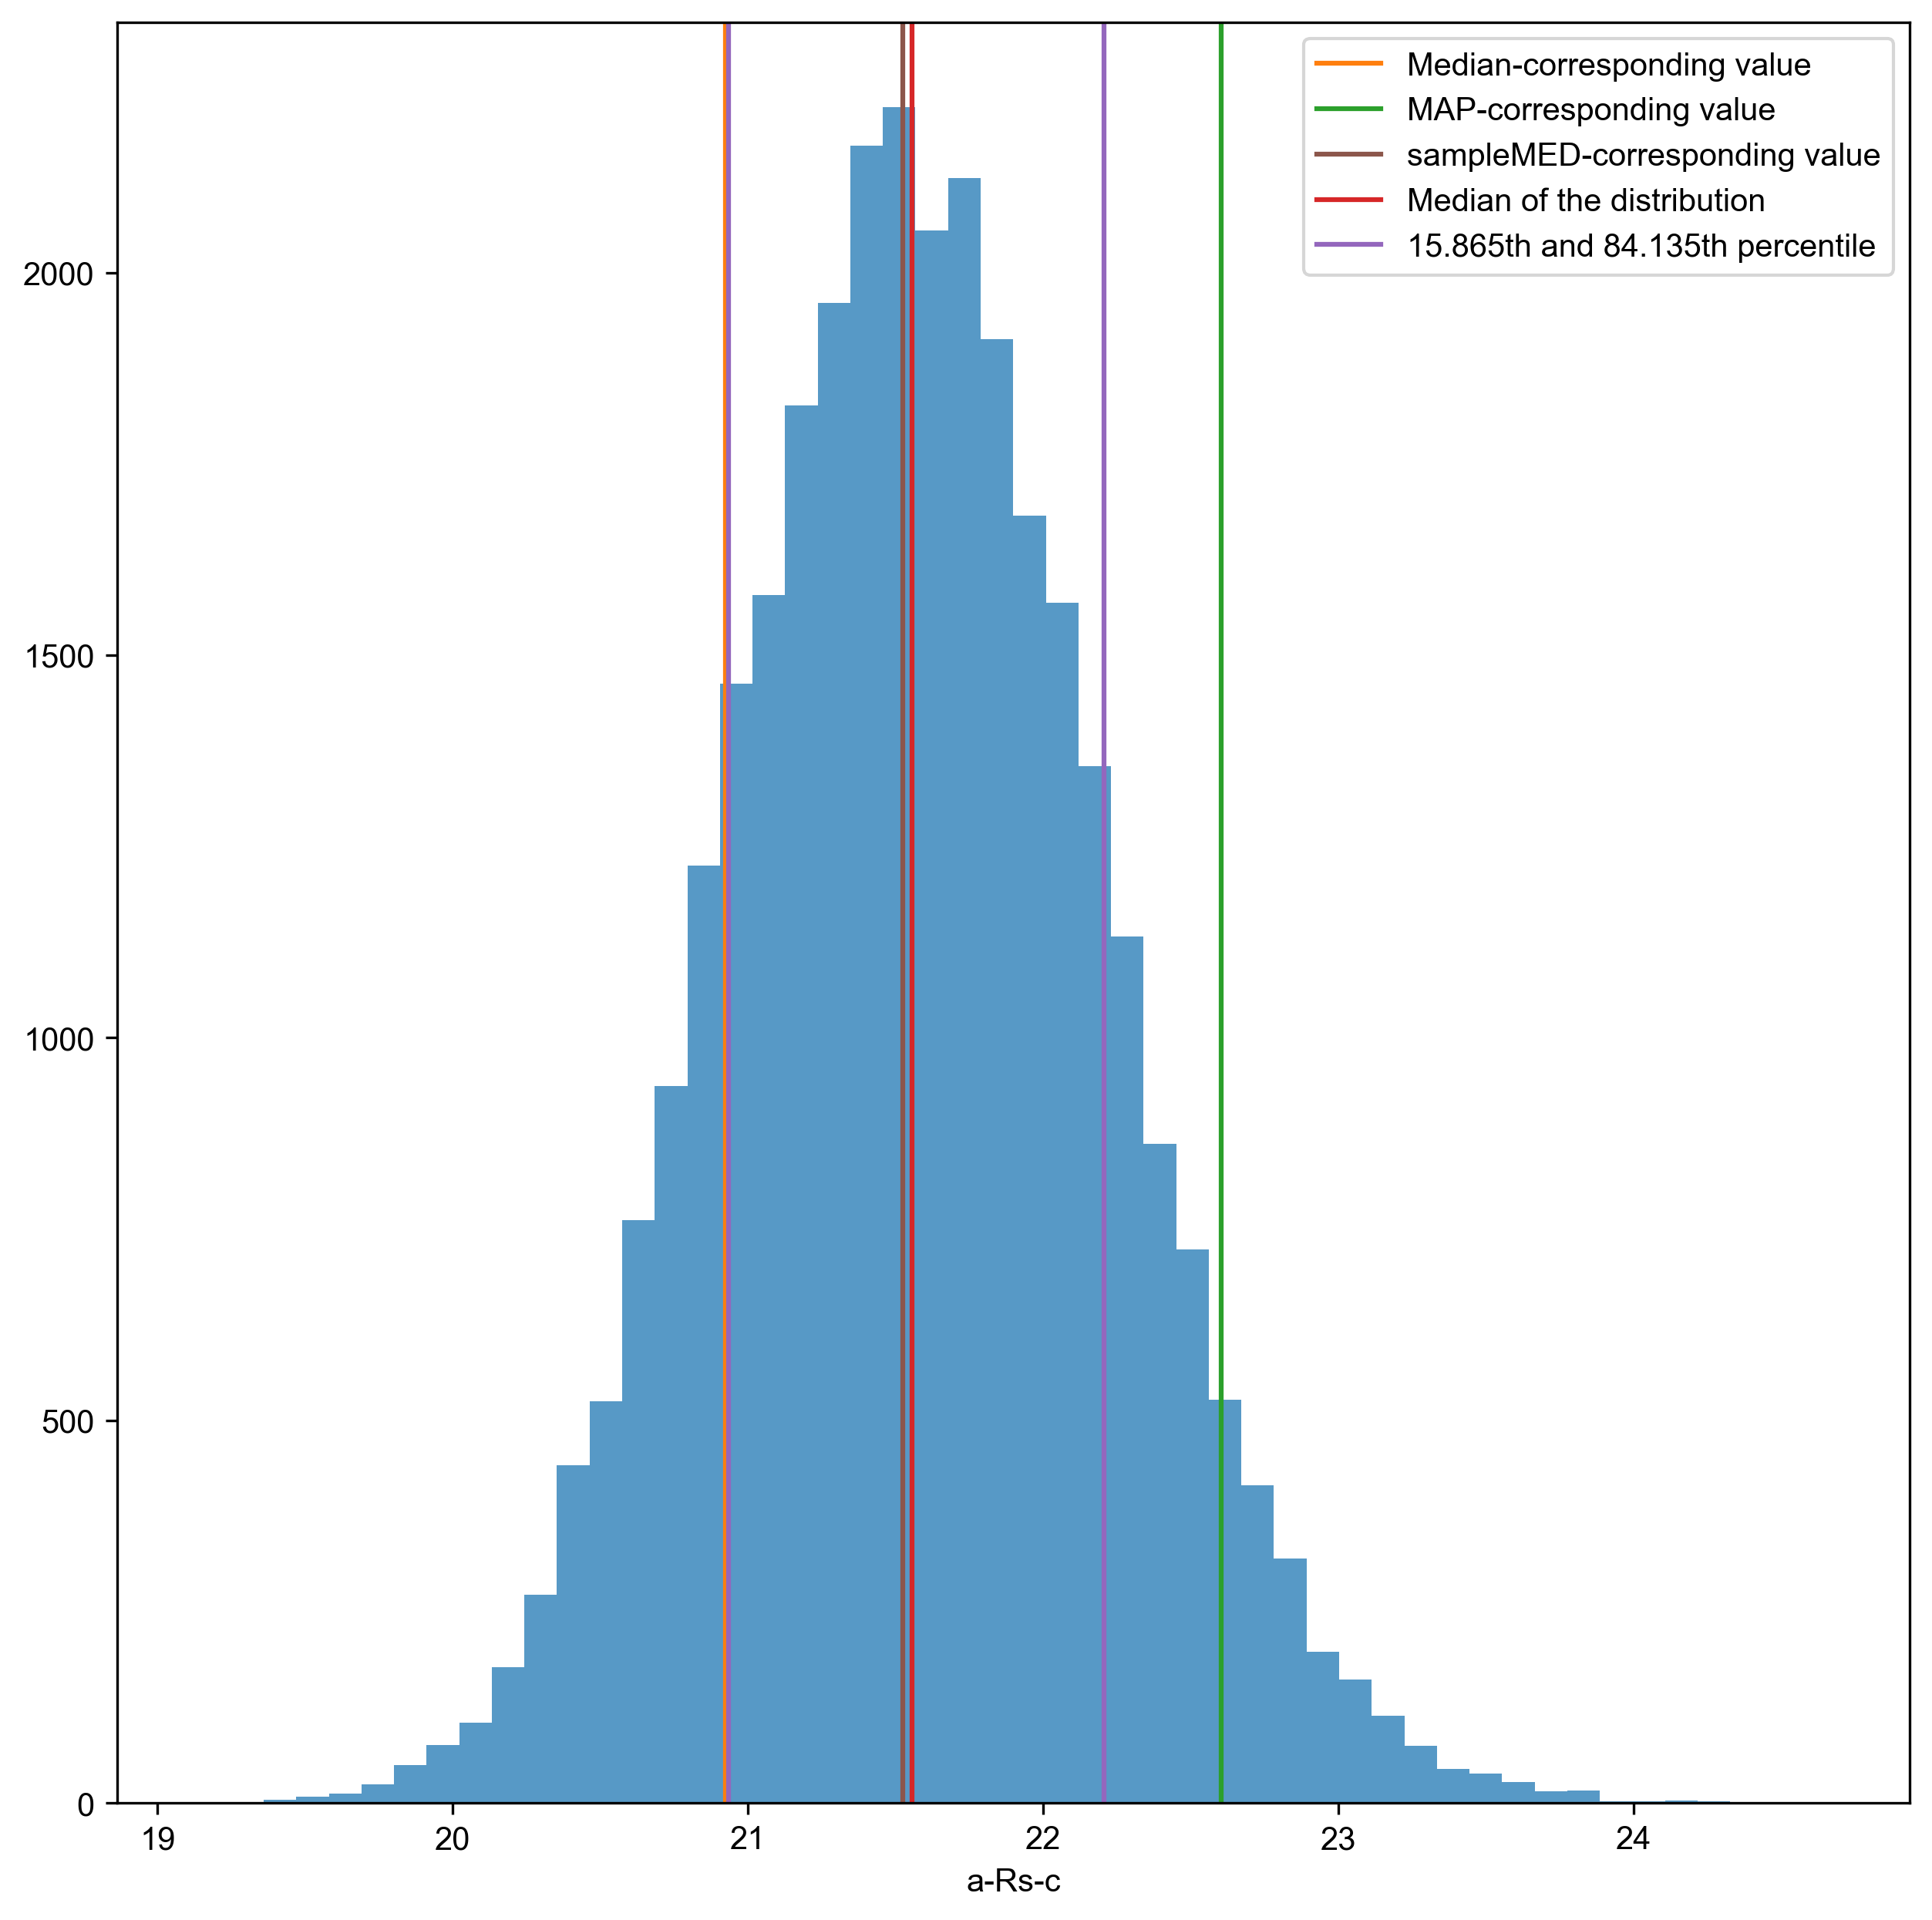 Median-corresponding value
MAP-corresponding value
sampleMED-corresponding value
Median of the distribution
15.865th and 84.135th percentile
2000
1500
1000
500
0
19 20 21 22 23 24
a-Rs-c